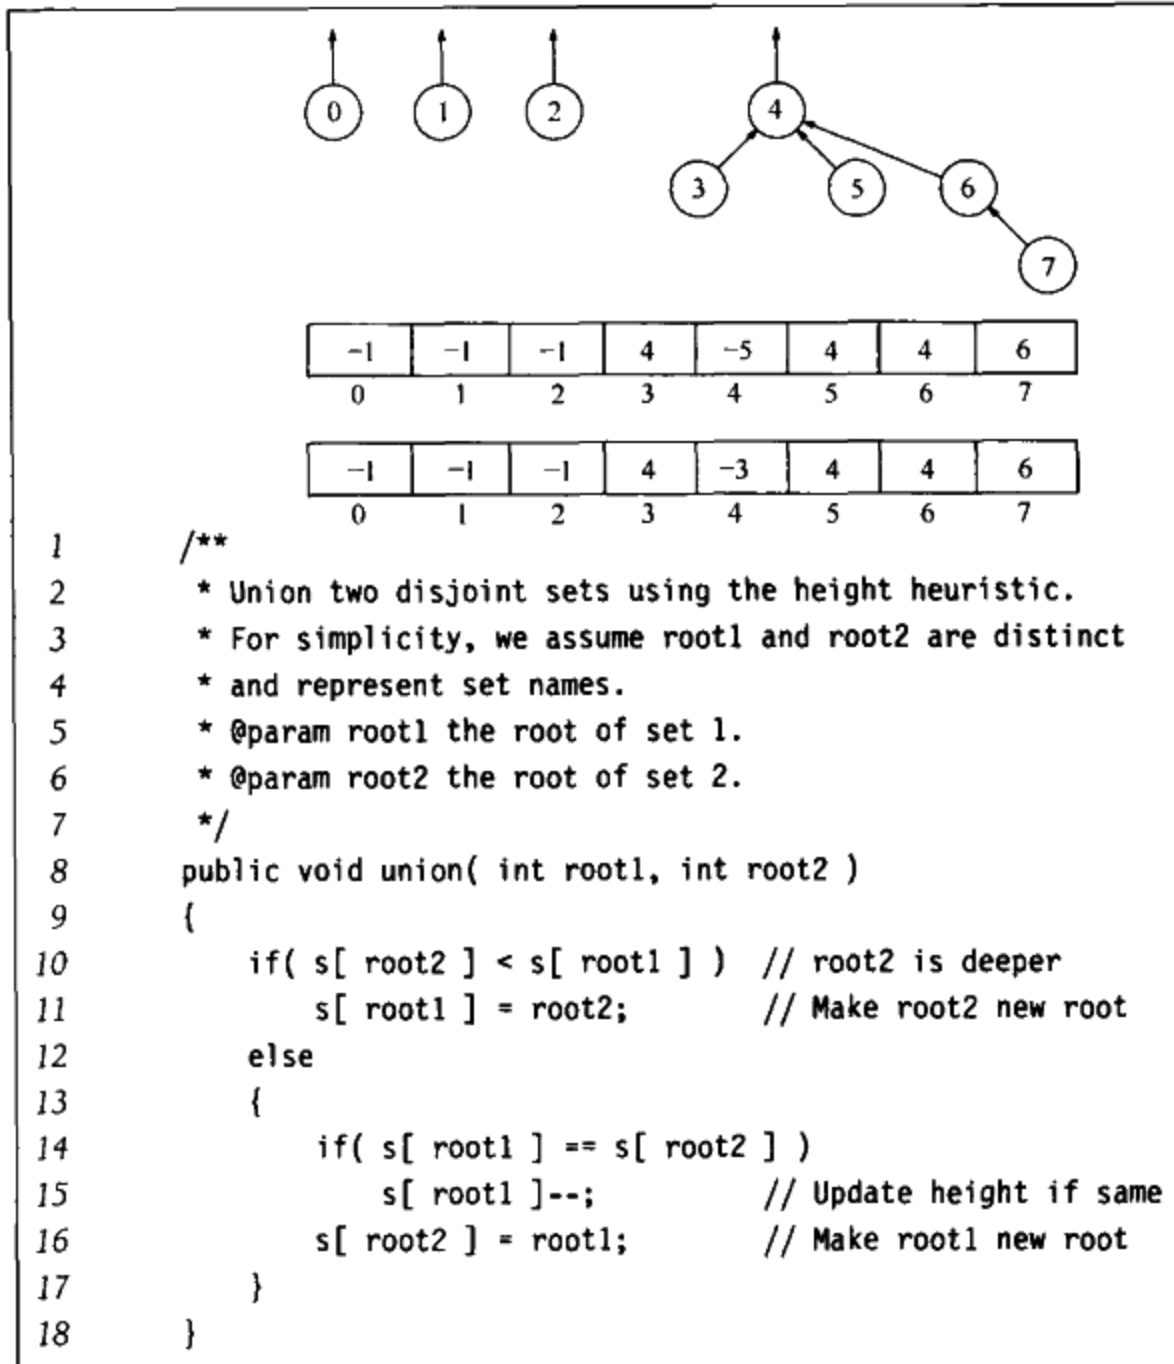 0 1 2 4
3 5 6
7
−1 −1 −1 4 −5 4 4 6
0 1 2 3 4 5 6 7
−1 −1 −1 4 −3 4 4 6
0 1 2 3 4 5 6 7
1 /**
2 * Union two disjoint sets using the height heuristic.
3 * For simplicity, we assume root1 and root2 are distinct
4 * and represent set names.
5 * @param root1 the root of set 1.
6 * @param root2 the root of set 2.
7 */
8 public void union( int root1, int root2 )
9 {
10 if( s[ root2 ] < s[ root1 ] ) // root2 is deeper
11 s[ root1 ] = root2; // Make root2 new root
12 else
13 {
14 if( s[ root1 ] == s[ root2 ] )
15 s[ root1 ]--; // Update height if same
16 s[ root2 ] = root1; // Make root1 new root
17 }
18 }